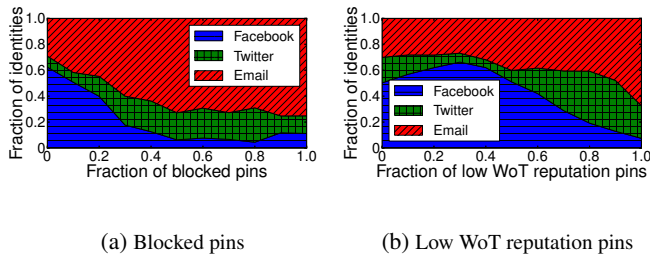 1.0
0.8
0.6
0.4
0.2
0
Fraction of identities
Facebook
Twitter
Email
0 0.2 0.4 0.6 0.8 1.0
Fraction of blocked pins
(a) Blocked pins
1.0
0.8
0.6
0.4
0.2
0
Fraction of identities
Facebook
Twitter
Email
0 0.2 0.4 0.6 0.8 1.0
Fraction of low WoT reputation pins
(b) Low WoT reputation pins